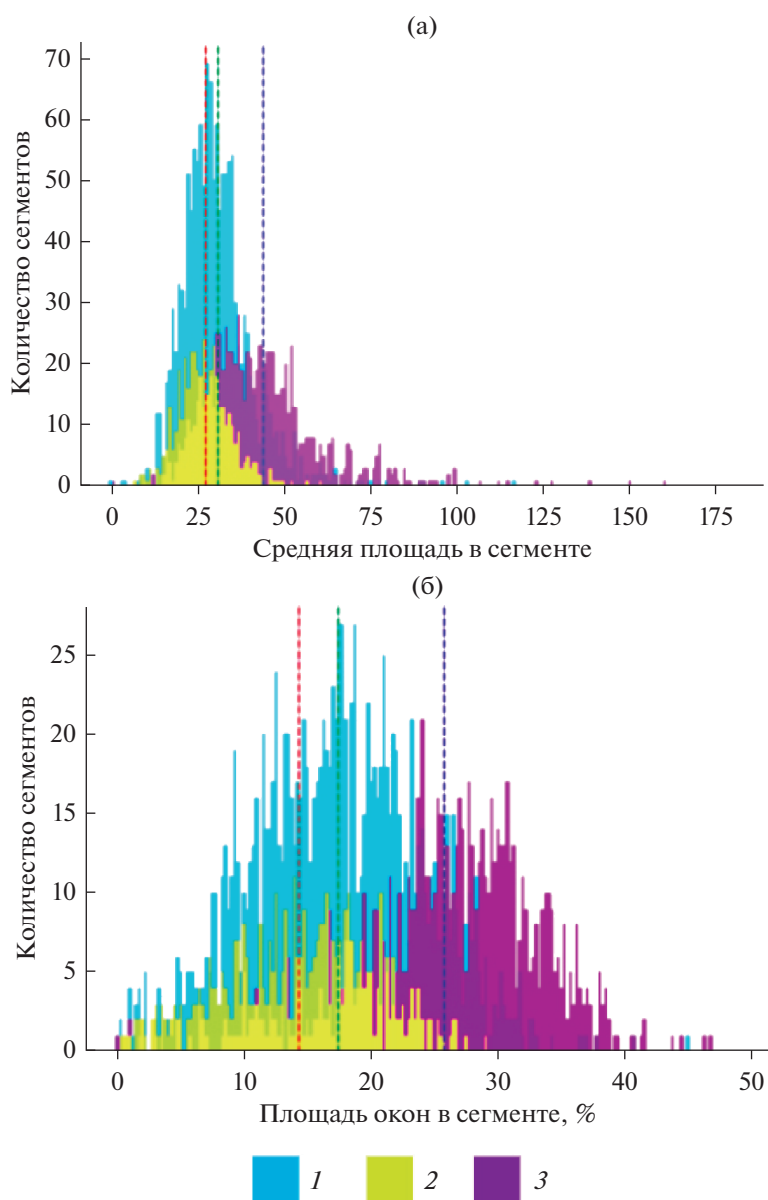 (а)
Количество сегментов
70
60
50
40
30
20
10
0
0 25 50 75 100 125 150 175
Средняя площадь в сегменте
(б)
Количество сегментов
25
20
15
10
5
0
0 10 20 30 40 50
Площадь окон в сегменте, %
1 2 3